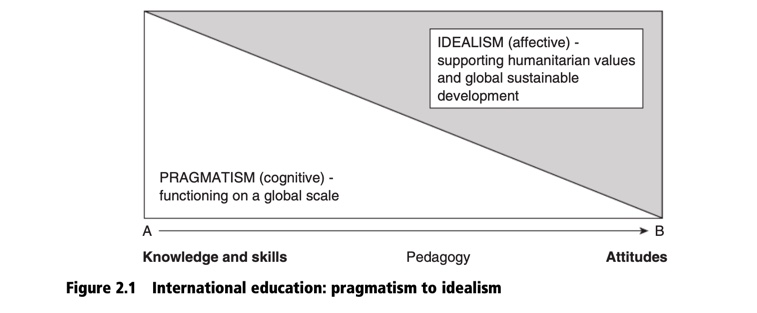 IDEALISM (affective) -
supporting humanitarian values
and global sustainable
development
PRAGMATISM (cognitive) -
functioning on a global scale
A B
Knowledge and skills Pedagogy Attitudes
Figure 2.1 International education: pragmatism to idealism